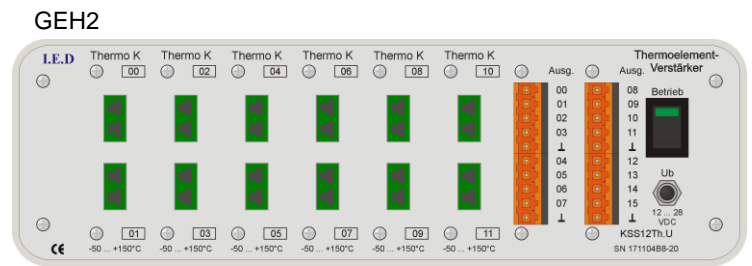 GEH2
I.E.D Thermo K Thermo K Thermo K Thermo K Thermo K Thermo K Thermoelement-
00 02 04 06 08 10 Ausg. Ausg. Verstärker
00 08 Betrieb
01 09
02 10
03 11
⊥ ⊥
04 12
05 13 Ub
06 14
07 15
⊥ ⊥ 12 ... 28
VDC
01 03 05 07 09 11 KSS12Th.U
CE -50 ... +150°C -50 ... +150°C -50 ... +150°C -50 ... +150°C -50 ... +150°C -50 ... +150°C SN 171104B8-20